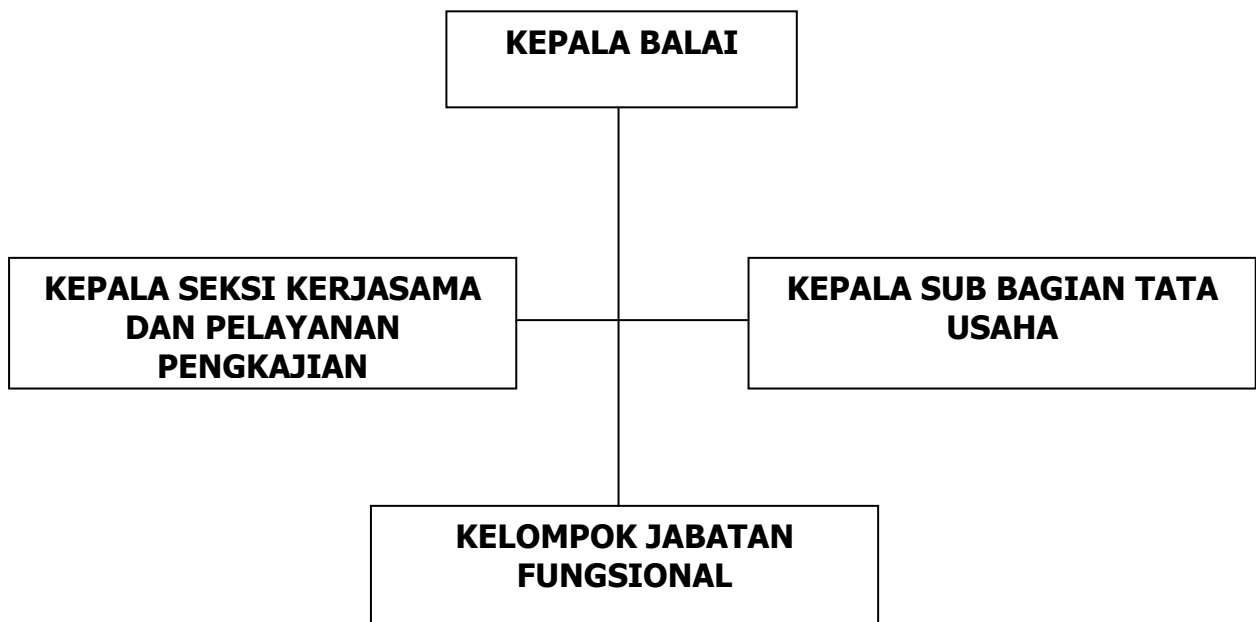 KEPALA BALAI
KEPALA SEKSI KERJASAMA
DAN PELAYANAN
PENGKAJIAN
KEPALA SUB BAGIAN TATA
USAHA
KELOMPOK JABATAN
FUNGSIONAL